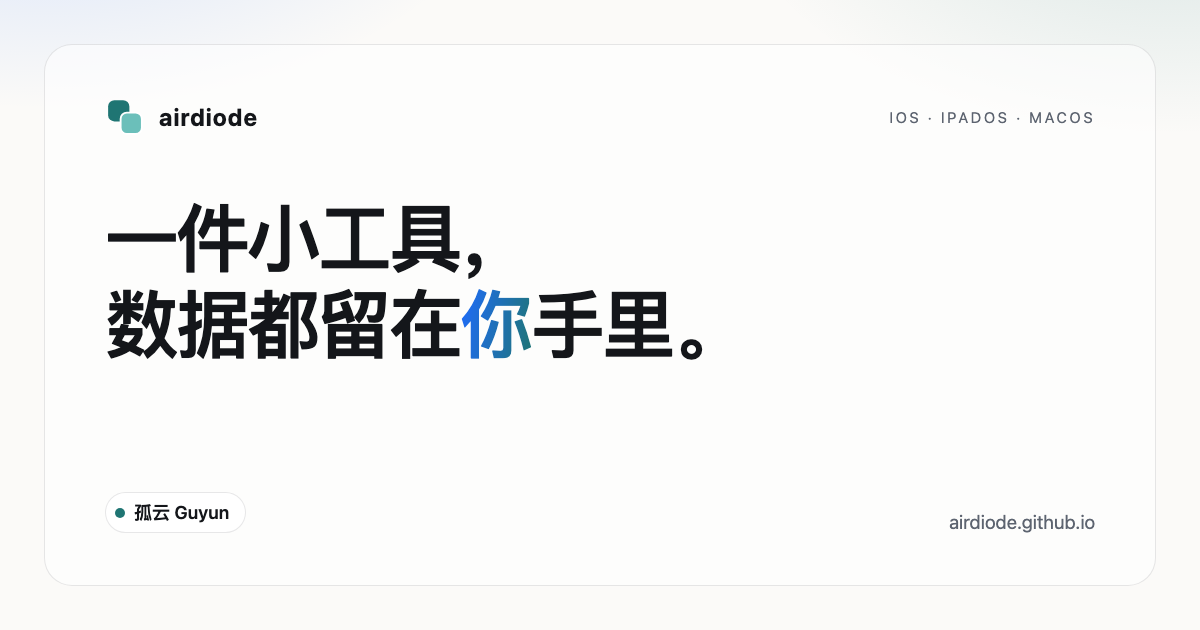 airdiode
IOS · IPADOS · MACOS
一件小工具，
数据都留在你手里。
孤云 Guyun
airdiode.github.io